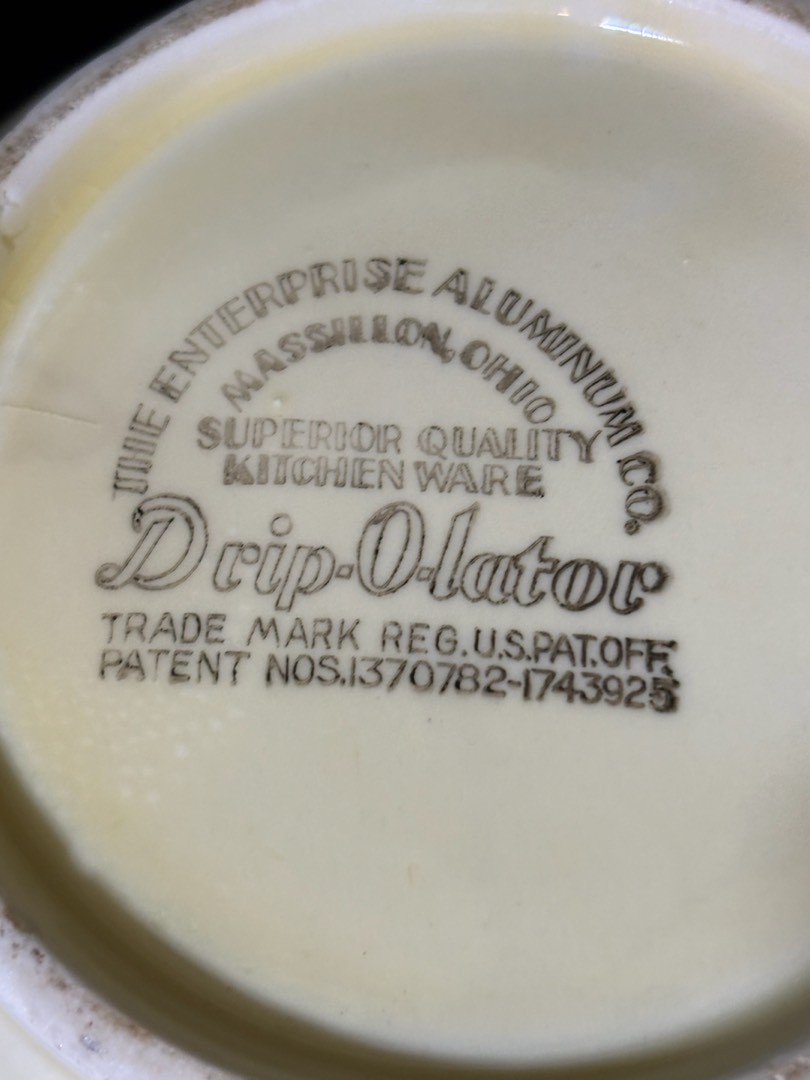 THE ENTERPRISE ALUMINUM CO.
MASSILLON, OHIO
SUPERIOR QUALITY
KITCHEN WARE
Drip-O-lator
TRADE MARK REG. U.S. PAT. OFF.
PATENT NOS. 1370782-1743925